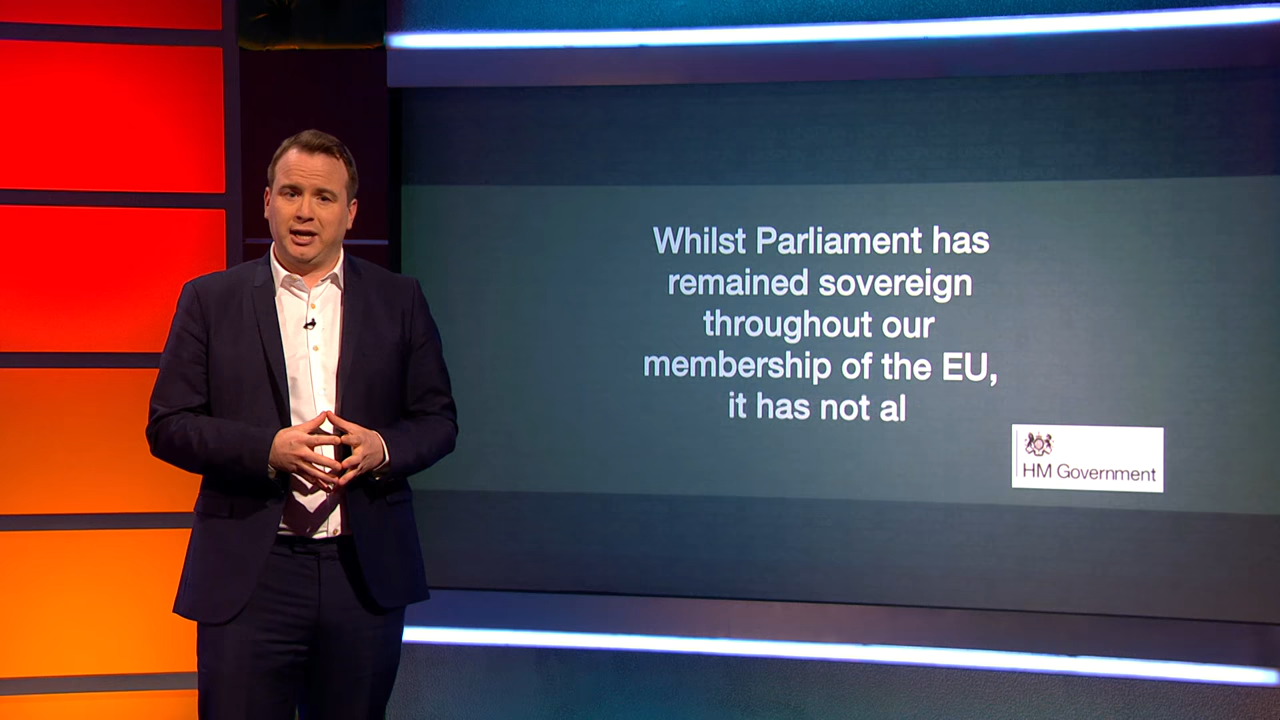 Whilst Parliament has
remained sovereign
throughout our
membership of the EU,
it has not al
HM Government